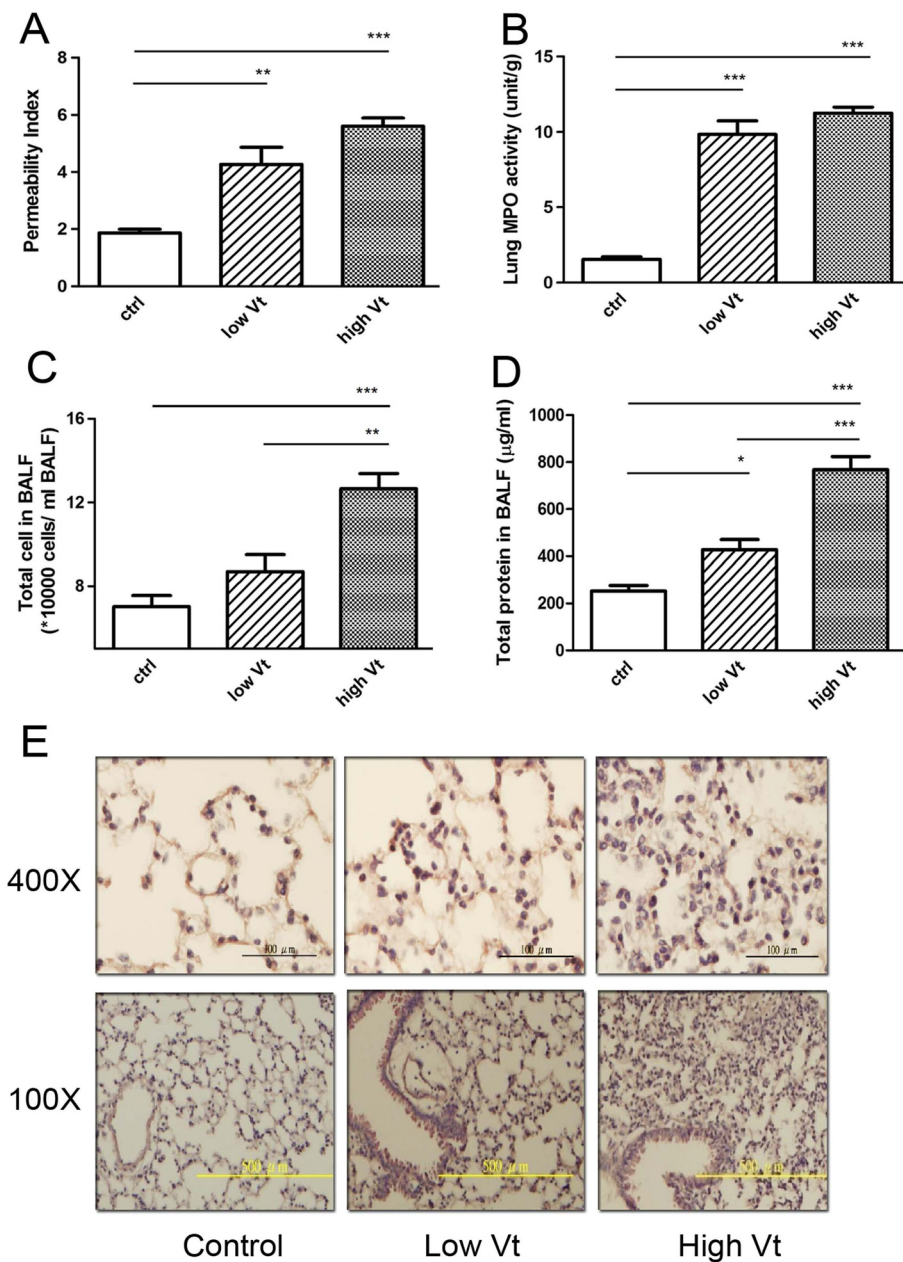 A
Permeability Index
8
6
4
2
0
***
**
ctrl
low Vt
high Vt
B
Lung MPO activity (unit/g)
15
10
5
0
***
***
ctrl
low Vt
high Vt
C
Total cell in BALF
(*10000 cells/ ml BALF)
16
12
8
***
**
ctrl
low Vt
high Vt
D
Total protein in BALF (μg/ml)
1000
800
600
400
200
0
***
***
*
ctrl
low Vt
high Vt
E
400X
100 μm
100 μm
100 μm
100X
500 μm
500 μm
500 μm
Control
Low Vt
High Vt